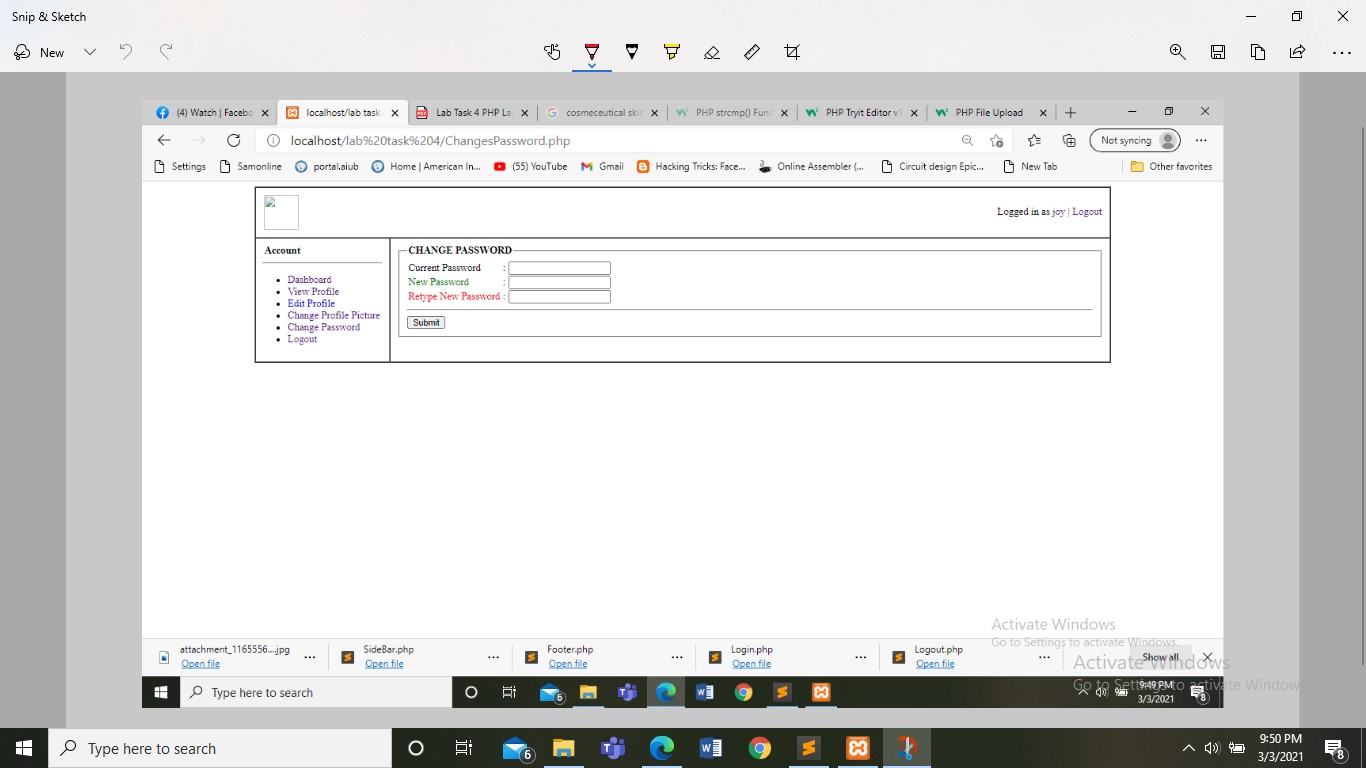 Snip & Sketch
New
(4) Watch | Facebo
localhost/lab task
Lab Task 4 PHP La
cosmeceutical skin
PHP strcmp() Func
PHP Tryit Editor v1
PHP File Upload
localhost/lab%20task%204/ChangesPassword.php
Not syncing
Settings
Samonline
portal.aiub
Home | American In...
(55) YouTube
Gmail
Hacking Tricks: Face...
Online Assembler (...
Circuit design Epic...
New Tab
Other favorites
Logged in as joy | Logout
Account
Dashboard
View Profile
Edit Profile
Change Profile Picture
Change Password
Logout
CHANGE PASSWORD
Current Password :
New Password :
Retype New Password :
Submit
Activate Windows
Go to Settings to activate Windows.
attachment_1165556....jpg
Open file
SideBar.php
Open file
Footer.php
Open file
Login.php
Open file
Logout.php
Open file
Show all
Activate Windows
Go to Settings to activate Window
Type here to search
6
9:49 PM
3/3/2021
8
Type here to search
6
9:50 PM
3/3/2021
8